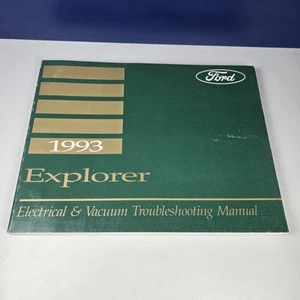 Ford
1993
Explorer
Electrical & Vacuum Troubleshooting Manual